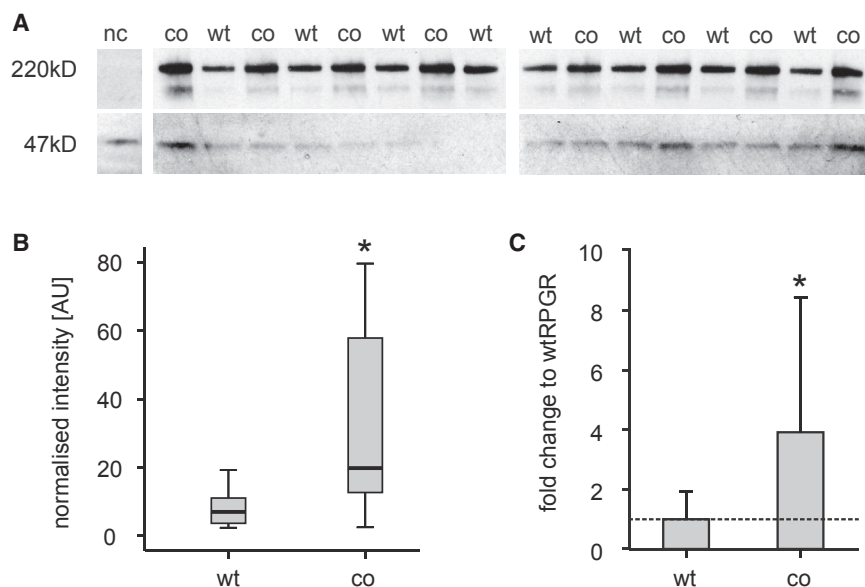 A
nc co wt co wt co wt co wt wt co wt co wt co wt co
220kD
47kD
B
normalised intensity [AU]
80
60
40
20
0
*
wt co
C
fold change to wtRPGR
10
8
6
4
2
0
*
wt co